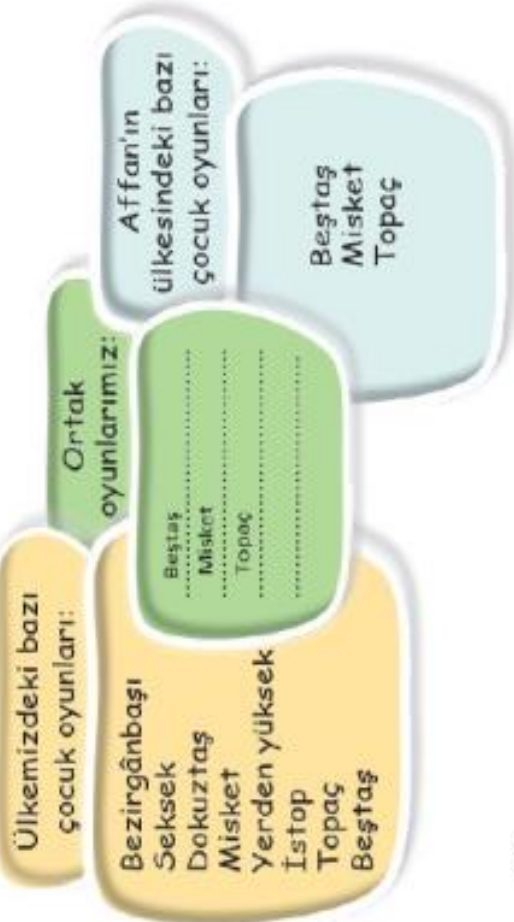 Ülkemizdeki bazı
çocuk oyunları:
Bezirgânbaşı
Seksek
Dokuztaş
Misket
Yerden yüksek
İstop
Topaç
Beştaş
Ortak
oyunlarımız:
Beştaş
Misket
Topaç
Affan'ın
ülkesindeki bazı
çocuk oyunları:
Beştaş
Misket
Topaç